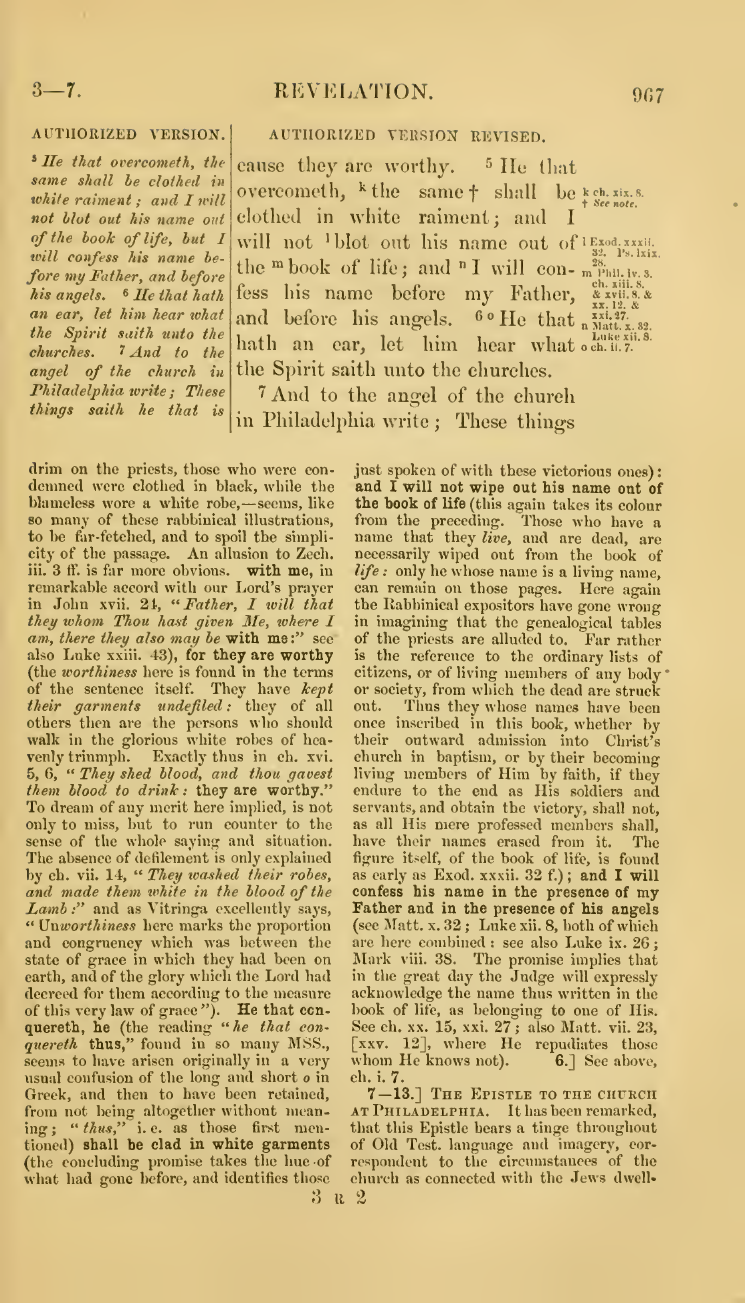 3—7.
REVELATION.
967
AUTHORIZED VERSION.
⁵ He that overcometh, the
same shall be clothed in
white raiment; and I will
not blot out his name out
of the book of life, but I
will confess his name be-
fore my Father, and before
his angels. ⁶ He that hath
an ear, let him hear what
the Spirit saith unto the
churches. ⁷ And to the
angel of the church in
Philadelphia write; These
things saith he that is
AUTHORIZED VERSION REVISED.
cause they are worthy. ⁵ He that
overcometh, ᵏ the same † shall be
clothed in white raiment; and I
will not ˡ blot out his name out of
the ᵐ book of life; and ⁿ I will con-
fess his name before my Father,
and before his angels. ⁶ ᵒ He that
hath an ear, let him hear what
the Spirit saith unto the churches.
⁷ And to the angel of the church
in Philadelphia write; These things
k ch. xix. 8.
† See note.
l Exod. xxxii.
32. Ps. lxix.
28.
m Phil. iv. 3.
ch. xiii. 8.
& xvii. 8. &
xx. 12. &
xxi. 27.
n Matt. x. 32.
Luke xii. 8.
o ch. ii. 7.
drim on the priests, those who were con-
demned were clothed in black, while the
blameless wore a white robe,—seems, like
so many of these rabbinical illustrations,
to be far-fetched, and to spoil the simpli-
city of the passage. An allusion to Zech.
iii. 3 ff. is far more obvious. with me, in
remarkable accord with our Lord's prayer
in John xvii. 24, "Father, I will that
they whom Thou hast given Me, where I
am, there they also may be with me:" see
also Luke xxiii. 43), for they are worthy
(the worthiness here is found in the terms
of the sentence itself. They have kept
their garments undefiled: they of all
others then are the persons who should
walk in the glorious white robes of hea-
venly triumph. Exactly thus in ch. xvi.
5, 6, "They shed blood, and thou gavest
them blood to drink: they are worthy."
To dream of any merit here implied, is not
only to miss, but to run counter to the
sense of the whole saying and situation.
The absence of defilement is only explained
by ch. vii. 14, "They washed their robes,
and made them white in the blood of the
Lamb:" and as Vitringa excellently says,
"Unworthiness here marks the proportion
and congruency which was between the
state of grace in which they had been on
earth, and of the glory which the Lord had
decreed for them according to the measure
of this very law of grace"). He that con-
quereth, he (the reading "he that con-
quereth thus," found in so many MSS.,
seems to have arisen originally in a very
usual confusion of the long and short o in
Greek, and then to have been retained,
from not being altogether without mean-
ing; "thus," i. e. as those first men-
tioned) shall be clad in white garments
(the concluding promise takes the hue of
what had gone before, and identifies those
just spoken of with these victorious ones):
and I will not wipe out his name out of
the book of life (this again takes its colour
from the preceding. Those who have a
name that they live, and are dead, are
necessarily wiped out from the book of
life: only he whose name is a living name,
can remain on those pages. Here again
the Rabbinical expositors have gone wrong
in imagining that the genealogical tables
of the priests are alluded to. Far rather
is the reference to the ordinary lists of
citizens, or of living members of any body
or society, from which the dead are struck
out. Thus they whose names have been
once inscribed in this book, whether by
their outward admission into Christ's
church in baptism, or by their becoming
living members of Him by faith, if they
endure to the end as His soldiers and
servants, and obtain the victory, shall not,
as all His mere professed members shall,
have their names erased from it. The
figure itself, of the book of life, is found
as early as Exod. xxxii. 32 f.); and I will
confess his name in the presence of my
Father and in the presence of his angels
(see Matt. x. 32; Luke xii. 8, both of which
are here combined: see also Luke ix. 26;
Mark viii. 38. The promise implies that
in the great day the Judge will expressly
acknowledge the name thus written in the
book of life, as belonging to one of His.
See ch. xx. 15, xxi. 27; also Matt. vii. 23,
[xxv. 12], where He repudiates those
whom He knows not). 6.] See above,
ch. i. 7.
7—13.] THE EPISTLE TO THE CHURCH
AT PHILADELPHIA. It has been remarked,
that this Epistle bears a tinge throughout
of Old Test. language and imagery, cor-
respondent to the circumstances of the
church as connected with the Jews dwell-
3 R 2